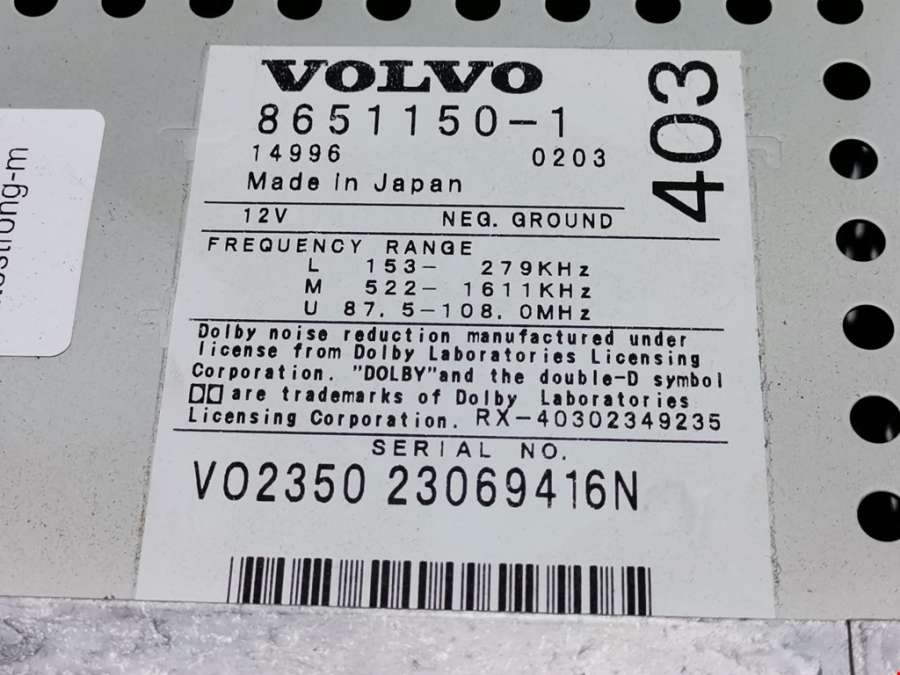 VOLVO
8651150-1
14996 0203
Made in Japan
403
12V NEG. GROUND
FREQUENCY RANGE
L 153- 279KHz
M 522- 1611KHz
U 87.5-108.0MHz
Dolby noise reduction manufactured under
license from Dolby Laboratories Licensing
Corporation. "DOLBY"and the double-D symbol
are trademarks of Dolby Laboratories
Licensing Corporation. RX-40302349235
SERIAL NO.
VO2350 23069416N